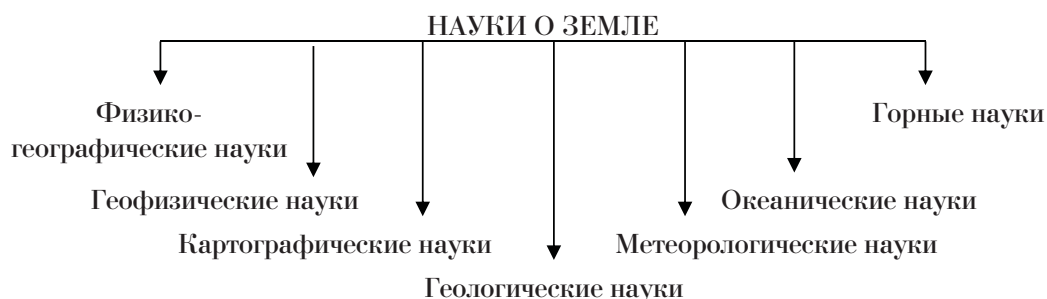 НАУКИ О ЗЕМЛЕ
Физико-
географические науки
Горные науки
Геофизические науки
Океанические науки
Картографические науки
Метеорологические науки
Геологические науки